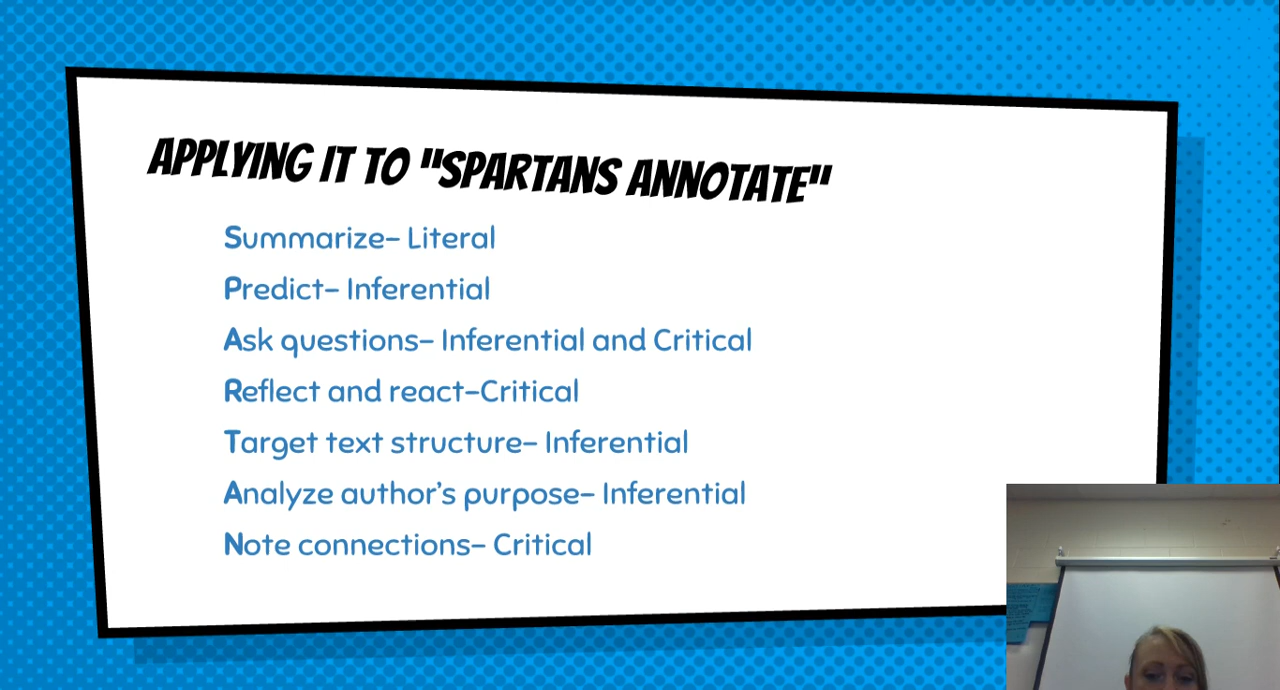 APPLYING IT TO "SPARTANS ANNOTATE"
Summarize- Literal
Predict- Inferential
Ask questions- Inferential and Critical
Reflect and react-Critical
Target text structure- Inferential
Analyze author's purpose- Inferential
Note connections- Critical